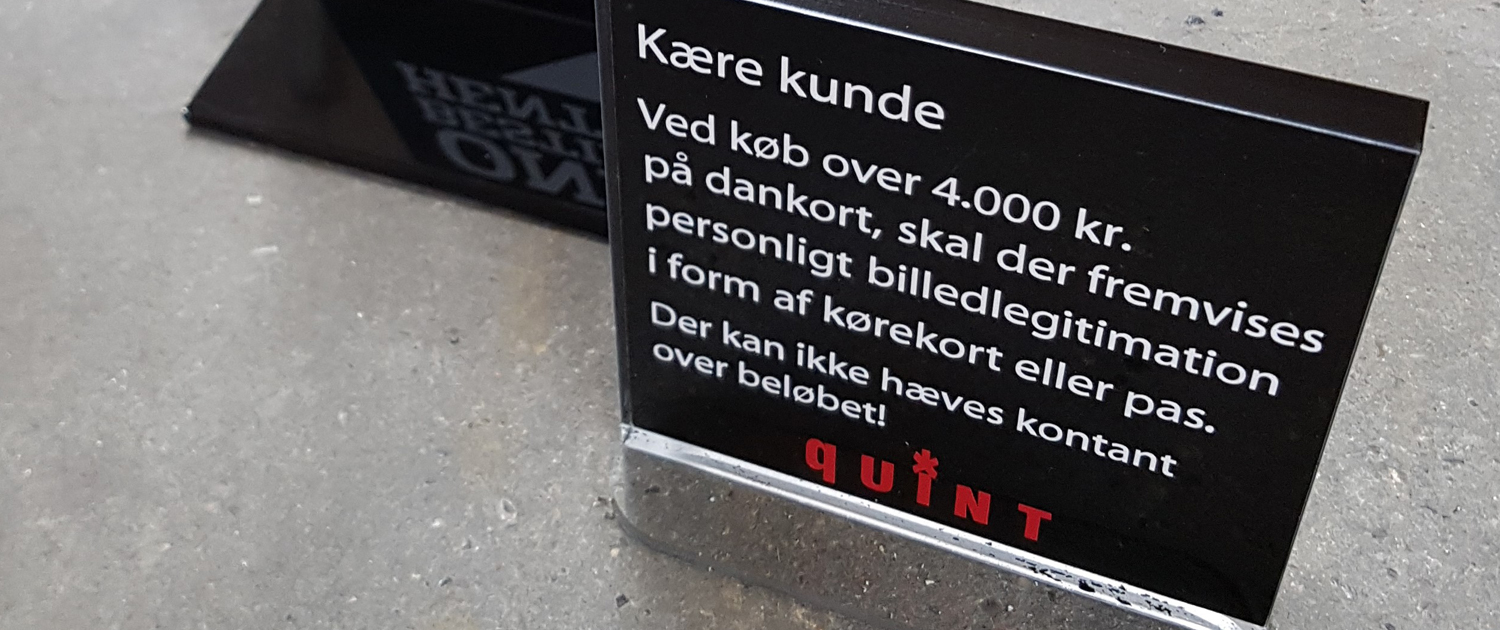 Kære kunde
Ved køb over 4.000 kr.
på dankort, skal der fremvises
personligt billedlegitimation
i form af kørekort eller pas.
Der kan ikke hæves kontant
over beløbet!
quiNT